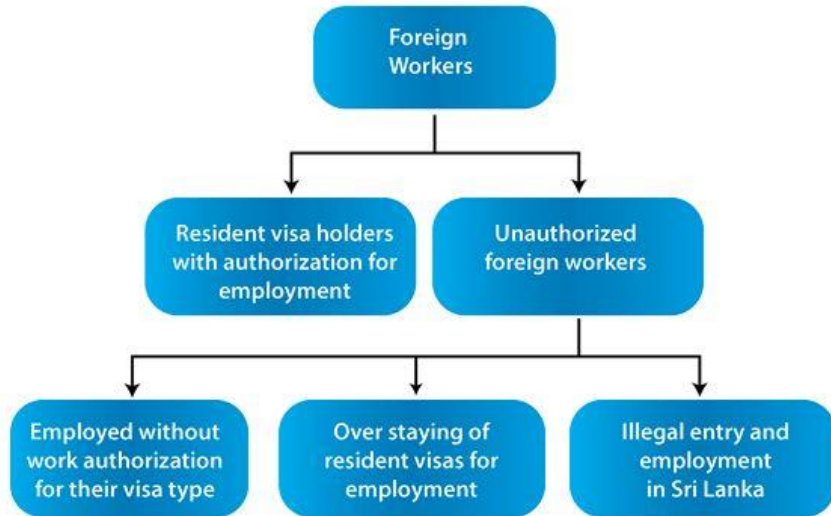 Foreign
Workers
Resident visa holders
with authorization for
employment
Unauthorized
foreign workers
Employed without
work authorization
for their visa type
Over staying of
resident visas for
employment
Illegal entry and
employment
in Sri Lanka